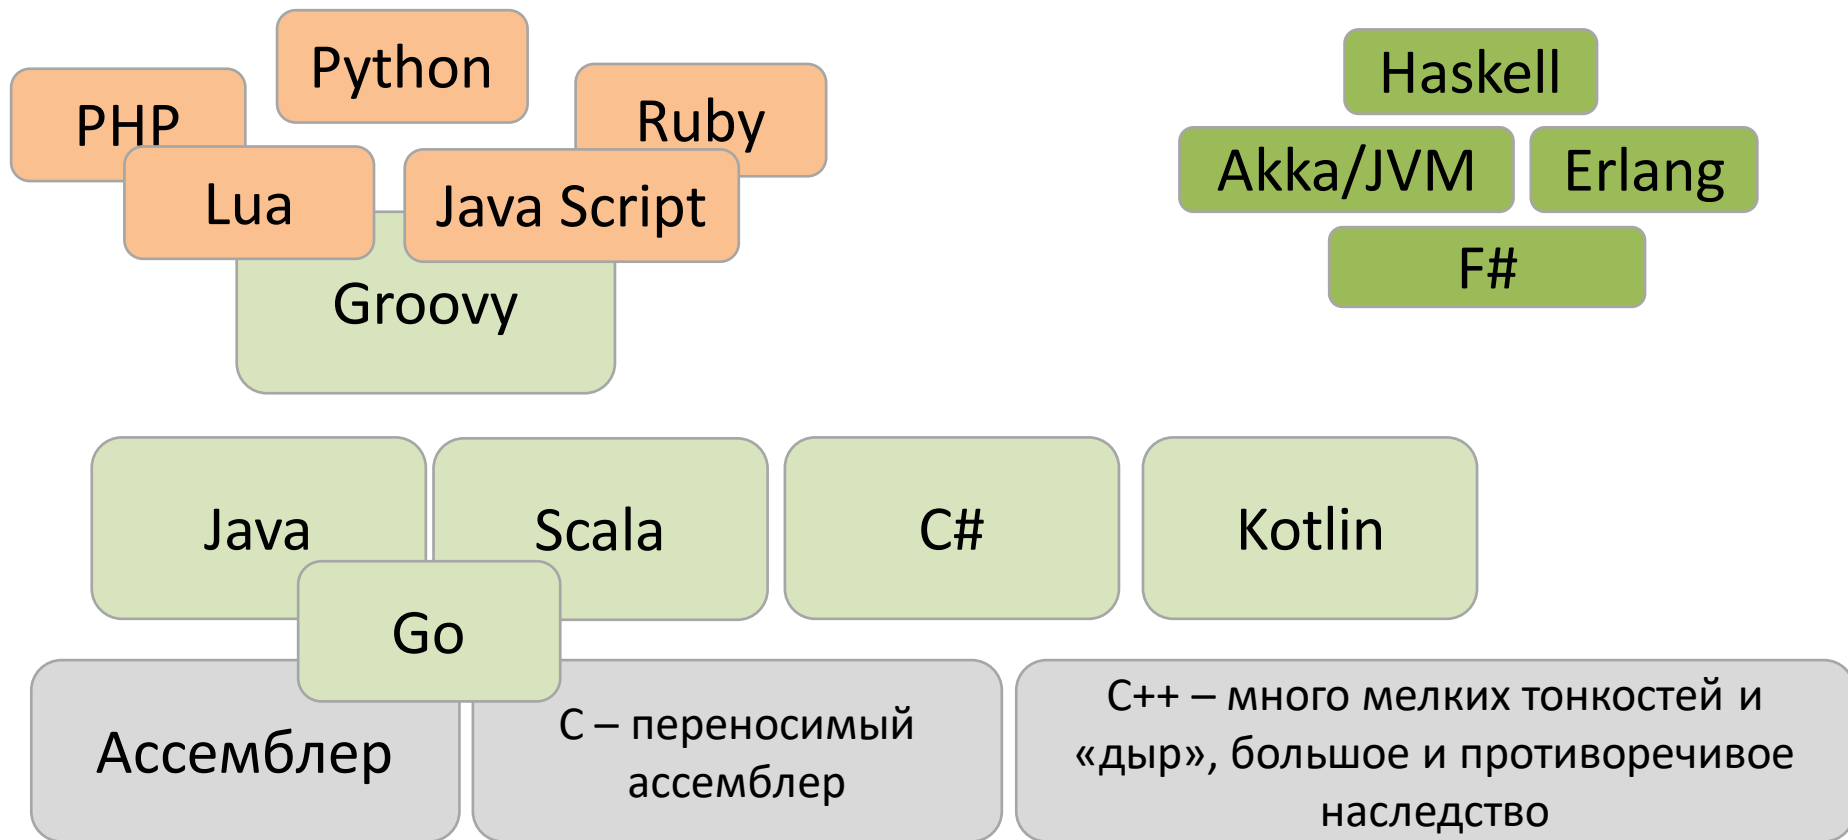 Python
PHP
Ruby
Lua
Java Script
Groovy
Haskell
Akka/JVM
Erlang
F#
Java
Scala
C#
Kotlin
Go
Ассемблер
C – переносимый
ассемблер
C++ – много мелких тонкостей и
«дыр», большое и противоречивое
наследство